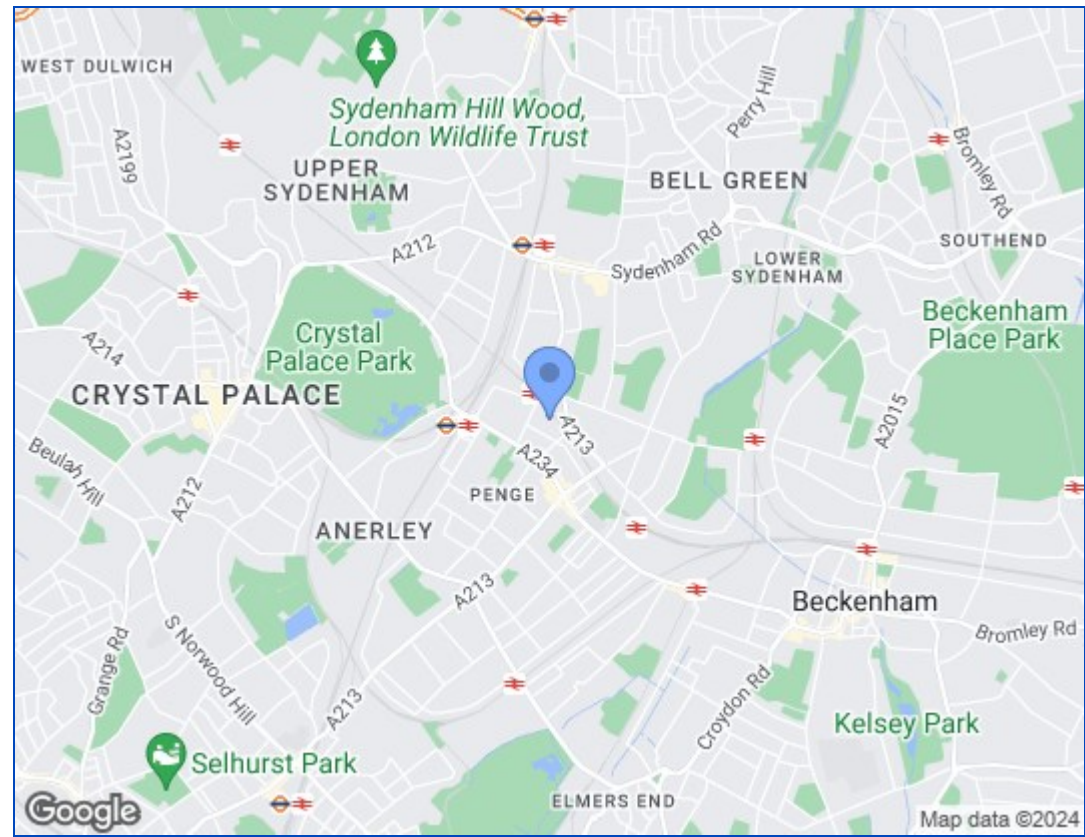 WEST DULWICH
Sydenham Hill Wood,
London Wildlife Trust
Perry Hill
A2199
Bromley Rd
UPPER
SYDENHAM
BELL GREEN
A212
Sydenham Rd
SOUTHEND
LOWER
SYDENHAM
Crystal
Palace Park
Beckenham
Place Park
A214
CRYSTAL PALACE
A2015
A213
A234
Beulah Hill
A212
PENGE
ANERLEY
A213
Beckenham
Bromley Rd
S Norwood Hill
Grange Rd
A213
Croydon Rd
Kelsey Park
Selhurst Park
ELMERS END
Google
Map data ©2024